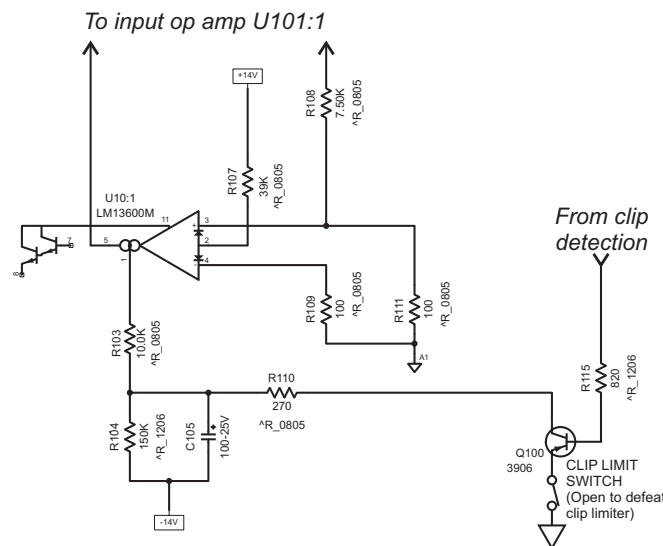 To input op amp U101:1
+14V
R108
7.50K
^R_0805
R107
39K
^R_0805
U10:1
LM13600M
11
3
+
2
-
4
5
1
7
8
From clip
detection
R109
100
^R_0805
R111
100
^R_0805
A1
R103
10.0K
^R_0805
R115
820
^R_1206
R110
270
^R_0805
R104
150K
^R_1206
C105
+
100-25V
-14V
Q100
3906
CLIP LIMIT
SWITCH
(Open to defeat
clip limiter)